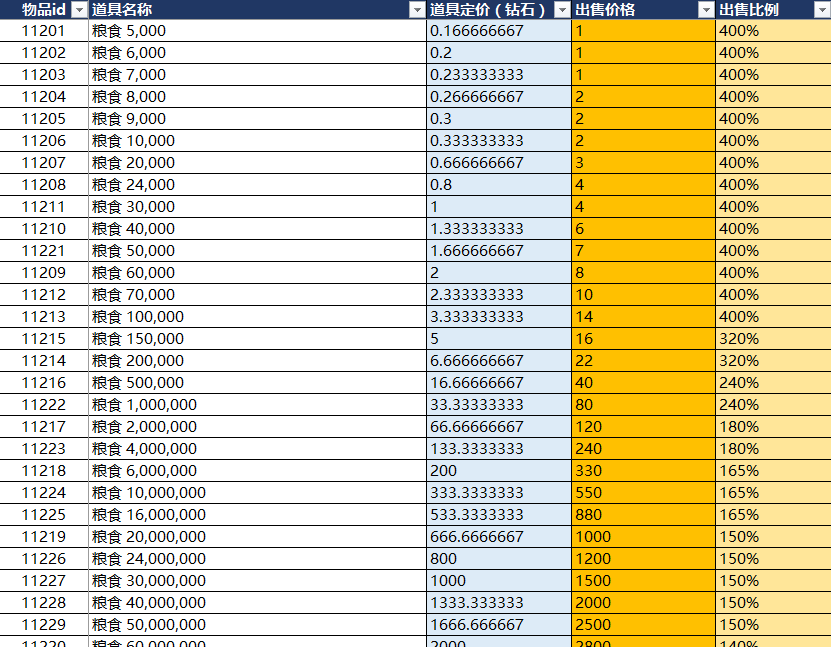 物品id 道具名称 道具定价（钻石） 出售价格 出售比例
11201 粮食 5,000 0.166666667 1 400%
11202 粮食 6,000 0.2 1 400%
11203 粮食 7,000 0.233333333 1 400%
11204 粮食 8,000 0.266666667 2 400%
11205 粮食 9,000 0.3 2 400%
11206 粮食 10,000 0.333333333 2 400%
11207 粮食 20,000 0.666666667 3 400%
11208 粮食 24,000 0.8 4 400%
11211 粮食 30,000 1 4 400%
11210 粮食 40,000 1.333333333 6 400%
11221 粮食 50,000 1.666666667 7 400%
11209 粮食 60,000 2 8 400%
11212 粮食 70,000 2.333333333 10 400%
11213 粮食 100,000 3.333333333 14 400%
11215 粮食 150,000 5 16 320%
11214 粮食 200,000 6.666666667 22 320%
11216 粮食 500,000 16.66666667 40 240%
11222 粮食 1,000,000 33.33333333 80 240%
11217 粮食 2,000,000 66.66666667 120 180%
11223 粮食 4,000,000 133.3333333 240 180%
11218 粮食 6,000,000 200 330 165%
11224 粮食 10,000,000 333.3333333 550 165%
11225 粮食 16,000,000 533.3333333 880 165%
11219 粮食 20,000,000 666.6666667 1000 150%
11226 粮食 24,000,000 800 1200 150%
11227 粮食 30,000,000 1000 1500 150%
11228 粮食 40,000,000 1333.333333 2000 150%
11229 粮食 50,000,000 1666.666667 2500 150%
11220 粮食 60,000,000 2000 2800 140%